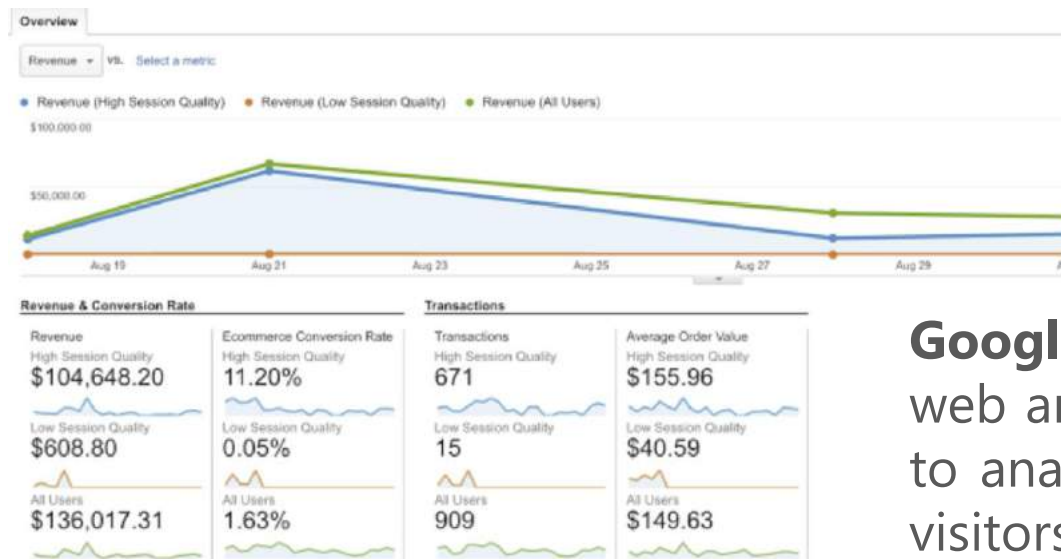 Overview
Revenue VS. Select a metric
Revenue (High Session Quality) Revenue (Low Session Quality) Revenue (All Users)
$100,000.00
$50,000.00
Aug 19 Aug 21 Aug 23 Aug 25 Aug 27 Aug 29
Revenue & Conversion Rate Transactions
Revenue Ecommerce Conversion Rate Transactions Average Order Value
High Session Quality High Session Quality High Session Quality High Session Quality
$104,648.20 11.20% 671 $155.96
Low Session Quality Low Session Quality Low Session Quality Low Session Quality
$608.80 0.05% 15 $40.59
All Users All Users All Users All Users
$136,017.31 1.63% 909 $149.63
Googl
web a
to ana
visitors